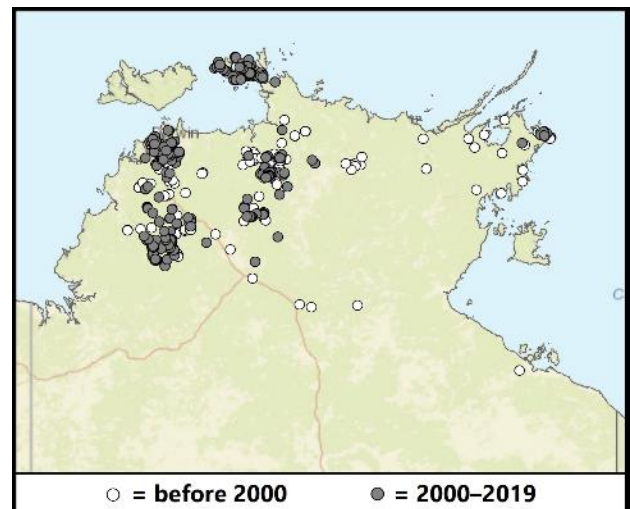 ○ = before 2000 ● = 2000–2019